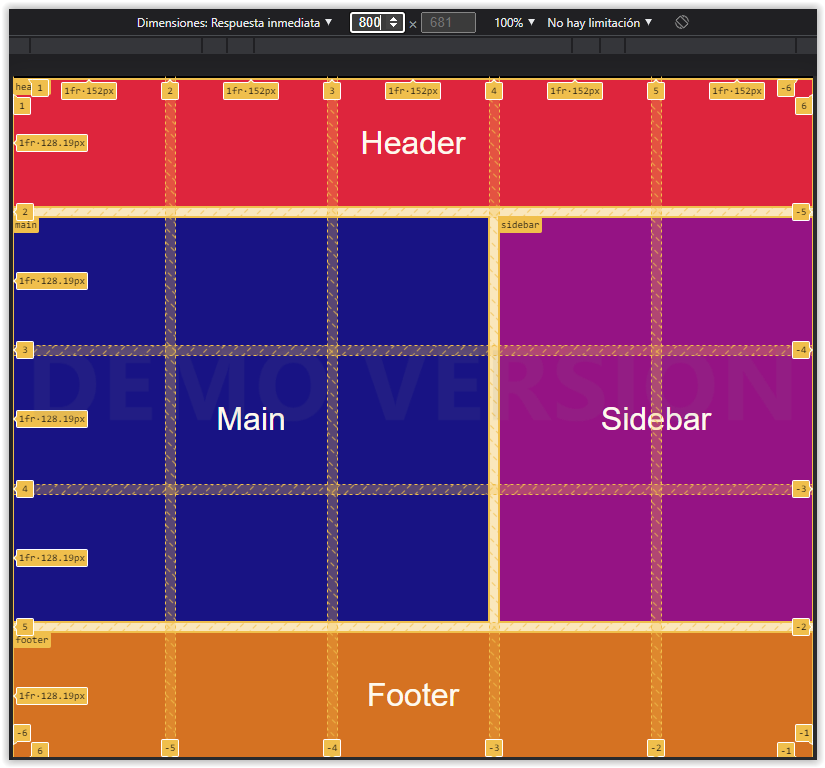 Dimensiones: Respuesta inmediata ▼ 800 × 681 100% ▼ No hay limitación ▼
hea 1 1fr·152px 2 1fr·152px 3 1fr·152px 4 1fr·152px 5 1fr·152px -6
1 6
1fr·128.19px Header
2 -5
main sidebar
1fr·128.19px
3 -4
DEMO VERSION
1fr·128.19px Main Sidebar
4 -3
1fr·128.19px
5 -2
footer
1fr·128.19px Footer
-6 -1
6 -5 -4 -3 -2 -1